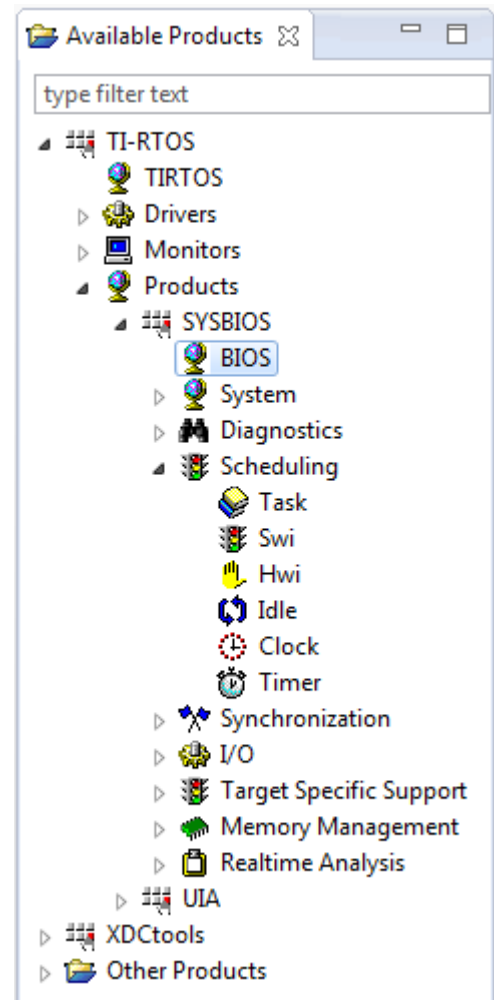 Available Products
type filter text
TI-RTOS
TIRTOS
Drivers
Monitors
Products
SYSBIOS
BIOS
System
Diagnostics
Scheduling
Task
Swi
Hwi
Idle
Clock
Timer
Synchronization
I/O
Target Specific Support
Memory Management
Realtime Analysis
UIA
XDCtools
Other Products